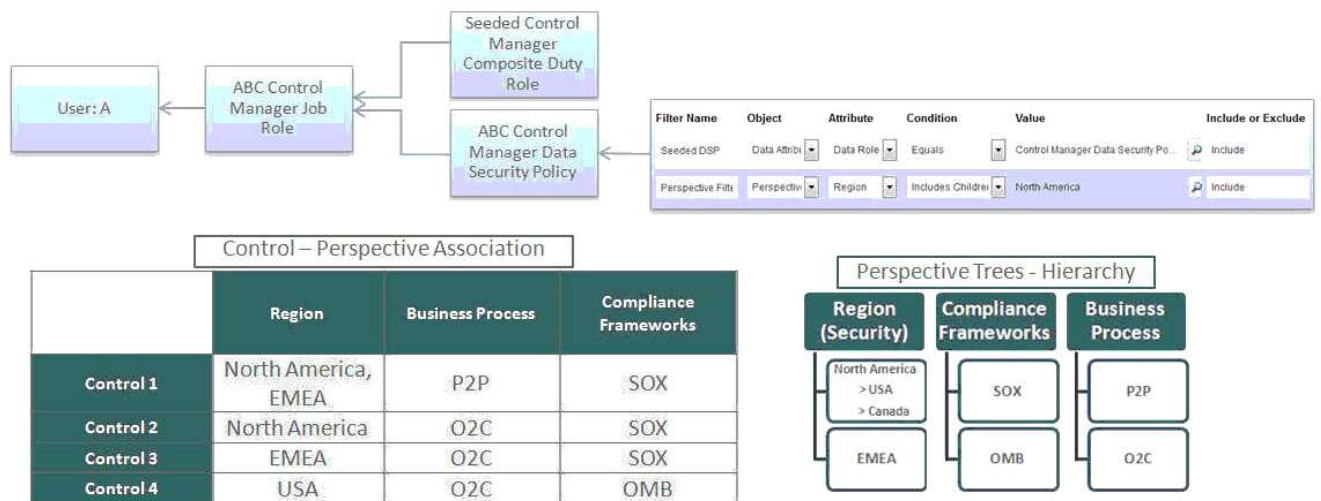 Seeded Control
Manager
Composite Duty
Role
User: A
ABC Control
Manager Job
Role
ABC Control
Manager Data
Security Policy
Filter Name Object Attribute Condition Value Include or Exclude
Seeded DSP Data Attribu Data Role Equals Control Manager Data Security Po... Include
Perspective Filte Perspectiv Region Includes Childrer North America Include
Control – Perspective Association
Region Business Process Compliance
Frameworks
Control 1 North America,
EMEA P2P SOX
Control 2 North America O2C SOX
Control 3 EMEA O2C SOX
Control 4 USA O2C OMB
Perspective Trees - Hierarchy
Region
(Security)
Compliance
Frameworks
Business
Process
North America
> USA
> Canada
SOX
P2P
EMEA
OMB
O2C